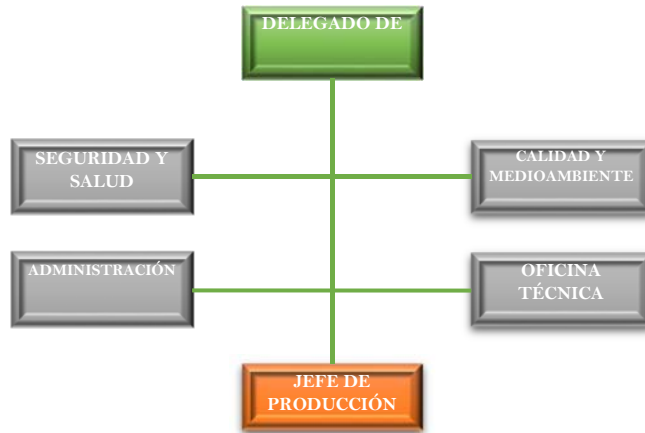 DELEGADO DE
SEGURIDAD Y
SALUD
CALIDAD Y
MEDIOAMBIENTE
ADMINISTRACIÓN
OFICINA
TÉCNICA
JEFE DE
PRODUCCIÓN